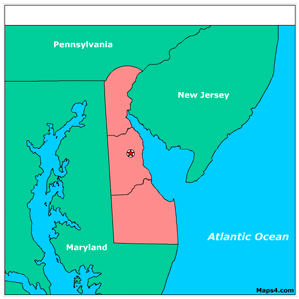 Pennsylvania
New Jersey
Atlantic Ocean
Maryland
Maps4.com